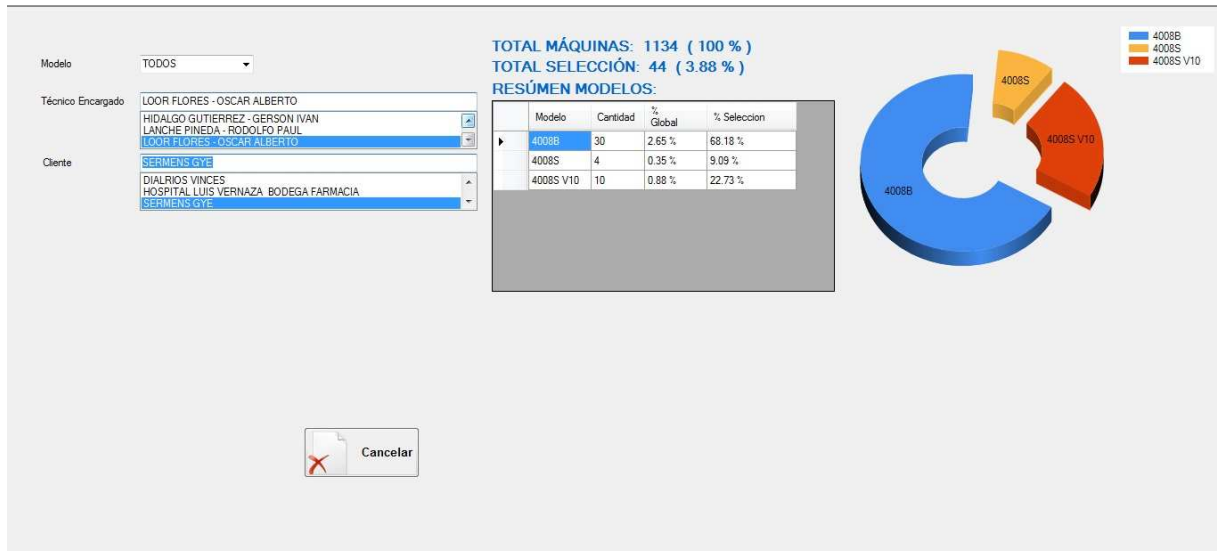 Modelo
TODOS
Técnico Encargado
LOOR FLORES - OSCAR ALBERTO
HIDALGO GUTIERREZ - GERSON IVAN
LANCHE PINEDA - RODOLFO PAUL
LOOR FLORES - OSCAR ALBERTO
Cliente
SERMENS GYE
DIALRIOS VINCES
HOSPITAL LUIS VERNAZA BODEGA FARMACIA
SERMENS GYE
Cancelar
TOTAL MÁQUINAS: 1134 ( 100 % )
TOTAL SELECCIÓN: 44 ( 3.88 % )
RESÚMEN MODELOS:
Modelo Cantidad % Global % Seleccion
4008B 30 2.65 % 68.18 %
4008S 4 0.35 % 9.09 %
4008S V10 10 0.88 % 22.73 %
4008S
4008S V10
4008B
4008B
4008S
4008S V10